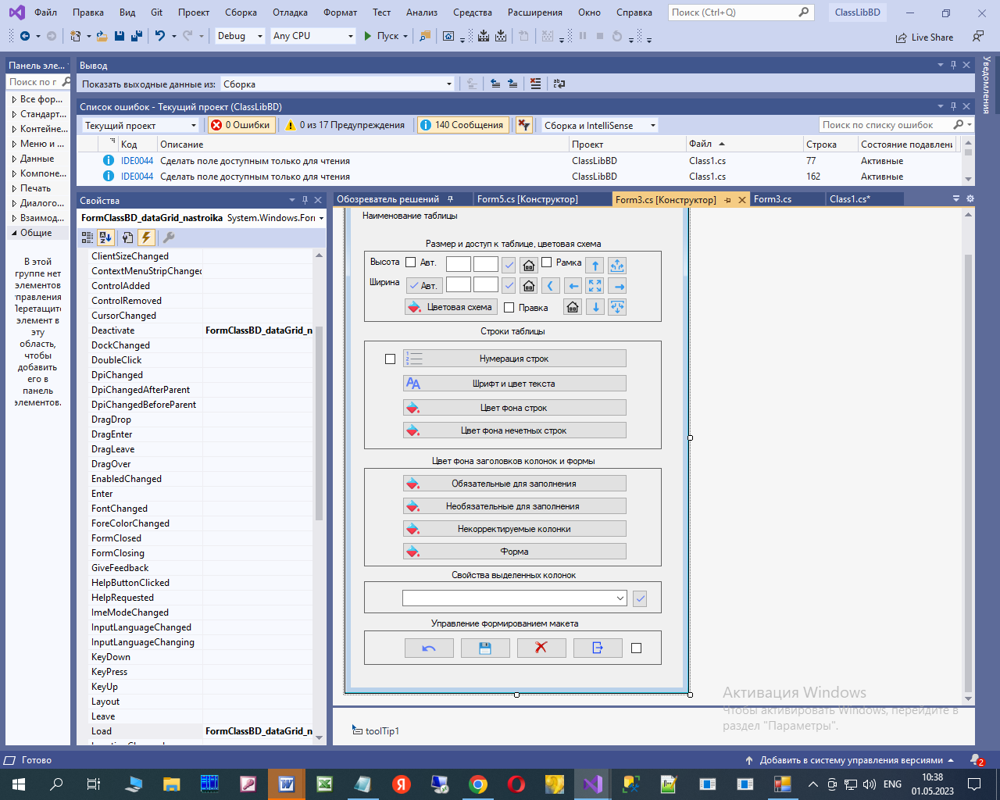 Файл Правка Вид Git Проект Сборка Отладка Формат Тест Анализ Средства Расширения Окно Справка Поиск (Ctrl+Q) ClassLibBD
Debug Any CPU Пуск Live Share
Панель эле...
Поиск по г
Все фор...
Стандарт...
Контейне...
Меню и ...
Данные
Компоне...
Печать
Диалого...
Взаимод...
Общие
В этой
группе нет
элементов
управления
Перетащите
элемент в
эту
область,
чтобы
добавить
его в
панель
элементов.
Вывод
Показать выходные данные из: Сборка
Список ошибок - Текущий проект (ClassLibBD)
Текущий проект 0 Ошибки 0 из 17 Предупреждения 140 Сообщения Сборка и IntelliSense Поиск по списку ошибок
Код Описание Проект Файл Строка Состояние подавлени
IDE0044 Сделать поле доступным только для чтения ClassLibBD Class1.cs 77 Активные
IDE0044 Сделать поле доступным только для чтения ClassLibBD Class1.cs 162 Активные
Уведомления
Свойства
FormClassBD_dataGrid_nastroika System.Windows.Forı
ClientSizeChanged
ContextMenuStripChanged
ControlAdded
ControlRemoved
CursorChanged
Deactivate FormClassBD_dataGrid_n
DockChanged
DoubleClick
DpiChanged
DpiChangedAfterParent
DpiChangedBeforeParent
DragDrop
DragEnter
DragLeave
DragOver
EnabledChanged
Enter
FontChanged
ForeColorChanged
FormClosed
FormClosing
GiveFeedback
HelpButtonClicked
HelpRequested
ImeModeChanged
InputLanguageChanged
InputLanguageChanging
KeyDown
KeyPress
KeyUp
Layout
Leave
Load FormClassBD_dataGrid_n
Обозреватель решений Form5.cs [Конструктор] Form3.cs [Конструктор] Form3.cs Class1.cs*
Наименование таблицы
Размер и доступ к таблице, цветовая схема
Высота Авт. Рамка
Ширина Авт.
Цветовая схема Правка
Строки таблицы
Нумерация строк
Шрифт и цвет текста
Цвет фона строк
Цвет фона нечетных строк
Цвет фона заголовков колонок и формы
Обязательные для заполнения
Необязательные для заполнения
Некорректируемые колонки
Форма
Свойства выделенных колонок
Управление формированием макета
toolTip1
Активация Windows
Чтобы активировать Windows, перейдите в
раздел "Параметры".
Готово Добавить в систему управления версиями 2
ENG 10:38
01.05.2023